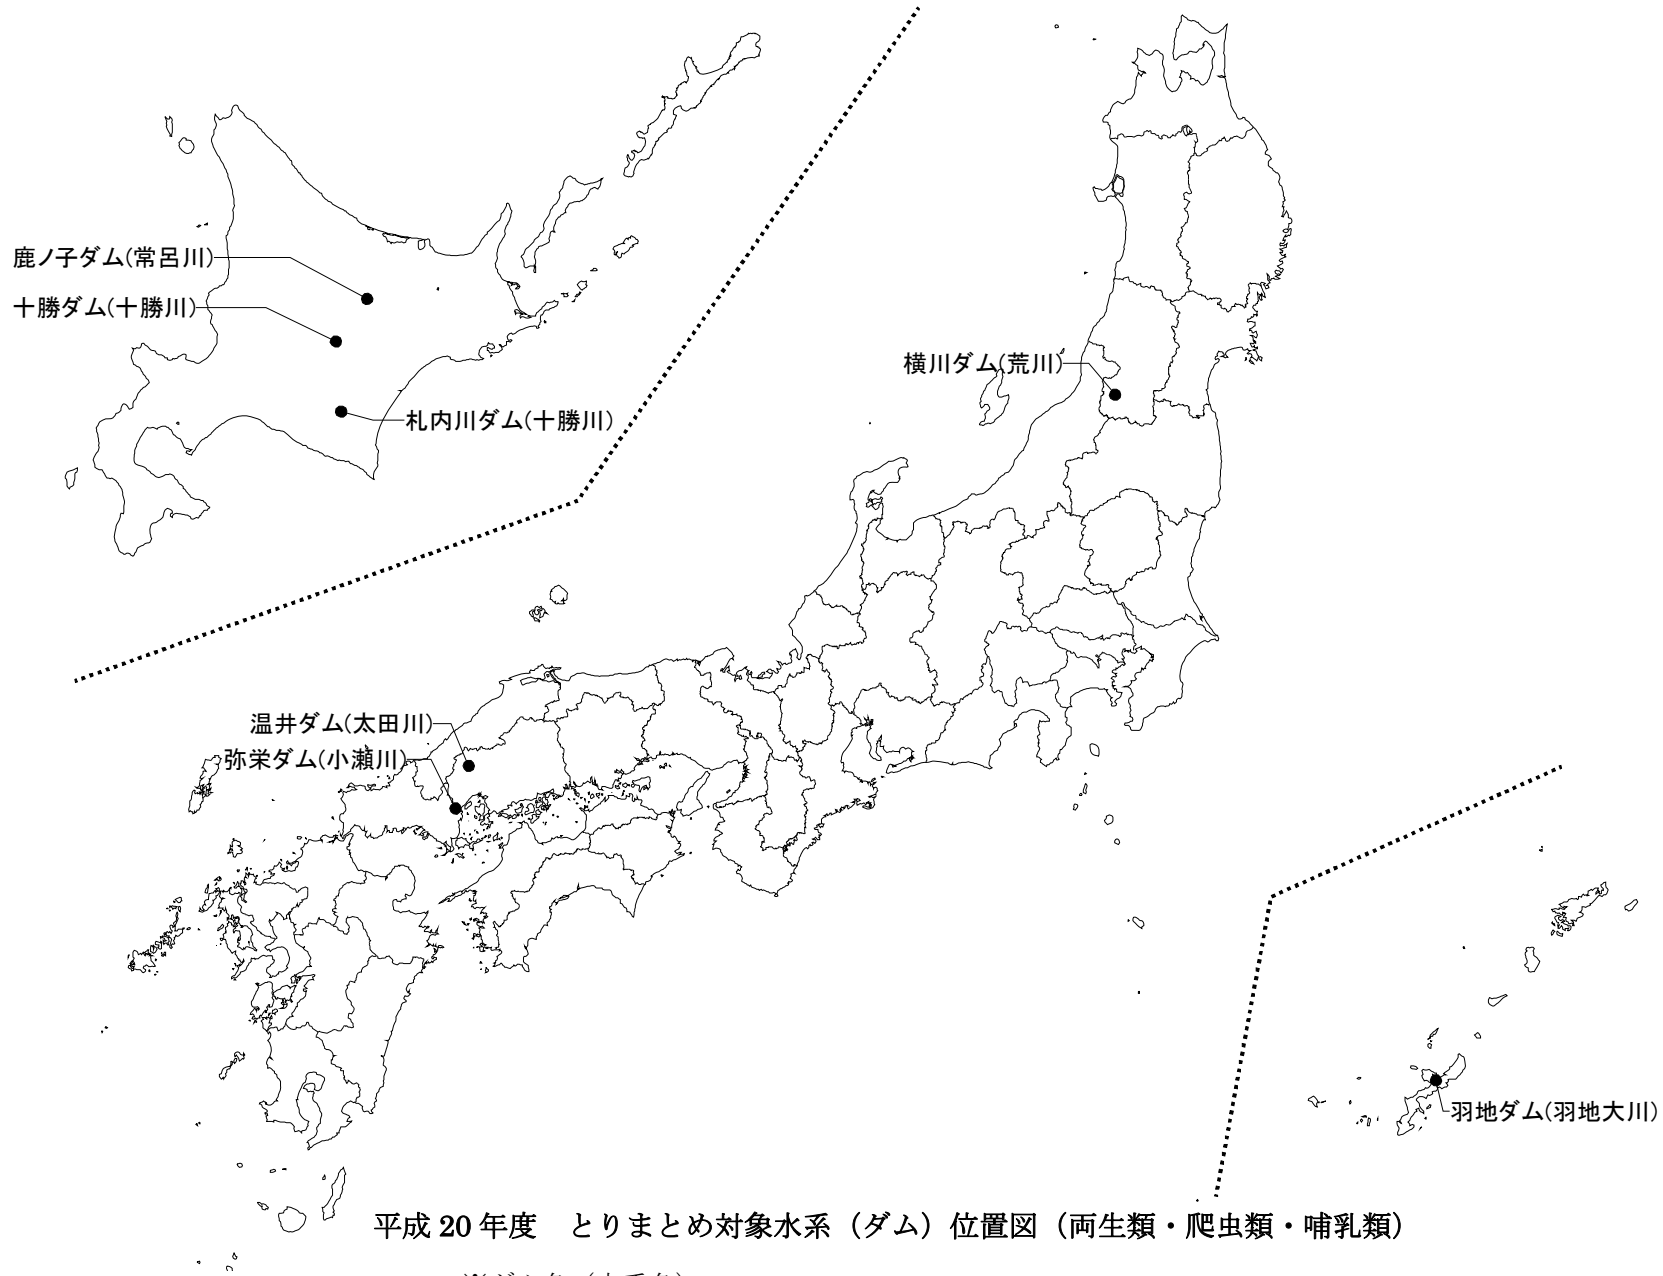 鹿ノ子ダム(常呂川)
十勝ダム(十勝川)
横川ダム(荒川)
札内川ダム(十勝川)
温井ダム(太田川)
弥栄ダム(小瀬川)
羽地ダム(羽地大川)
平成 20 年度　とりまとめ対象水系（ダム）位置図（両生類・爬虫類・哺乳類）